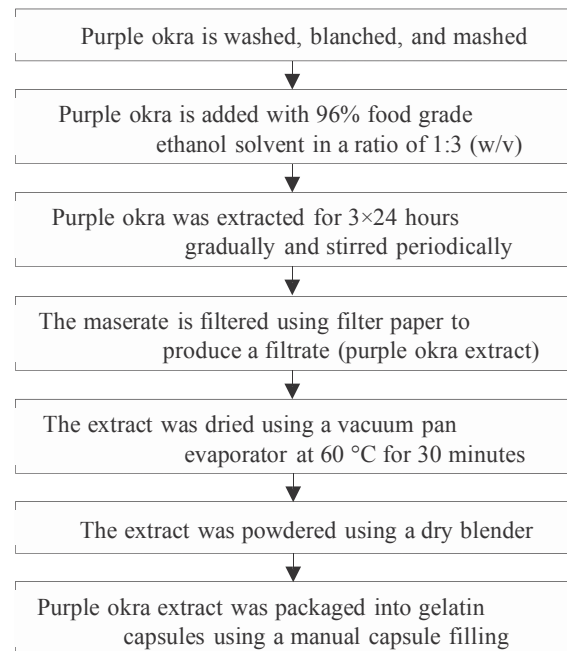 Purple okra is washed, blanched, and mashed
Purple okra is added with 96% food grade
ethanol solvent in a ratio of 1:3 (w/v)
Purple okra was extracted for 3×24 hours
gradually and stirred periodically
The maserate is filtered using filter paper to
produce a filtrate (purple okra extract)
The extract was dried using a vacuum pan
evaporator at 60 °C for 30 minutes
The extract was powdered using a dry blender
Purple okra extract was packaged into gelatin
capsules using a manual capsule filling